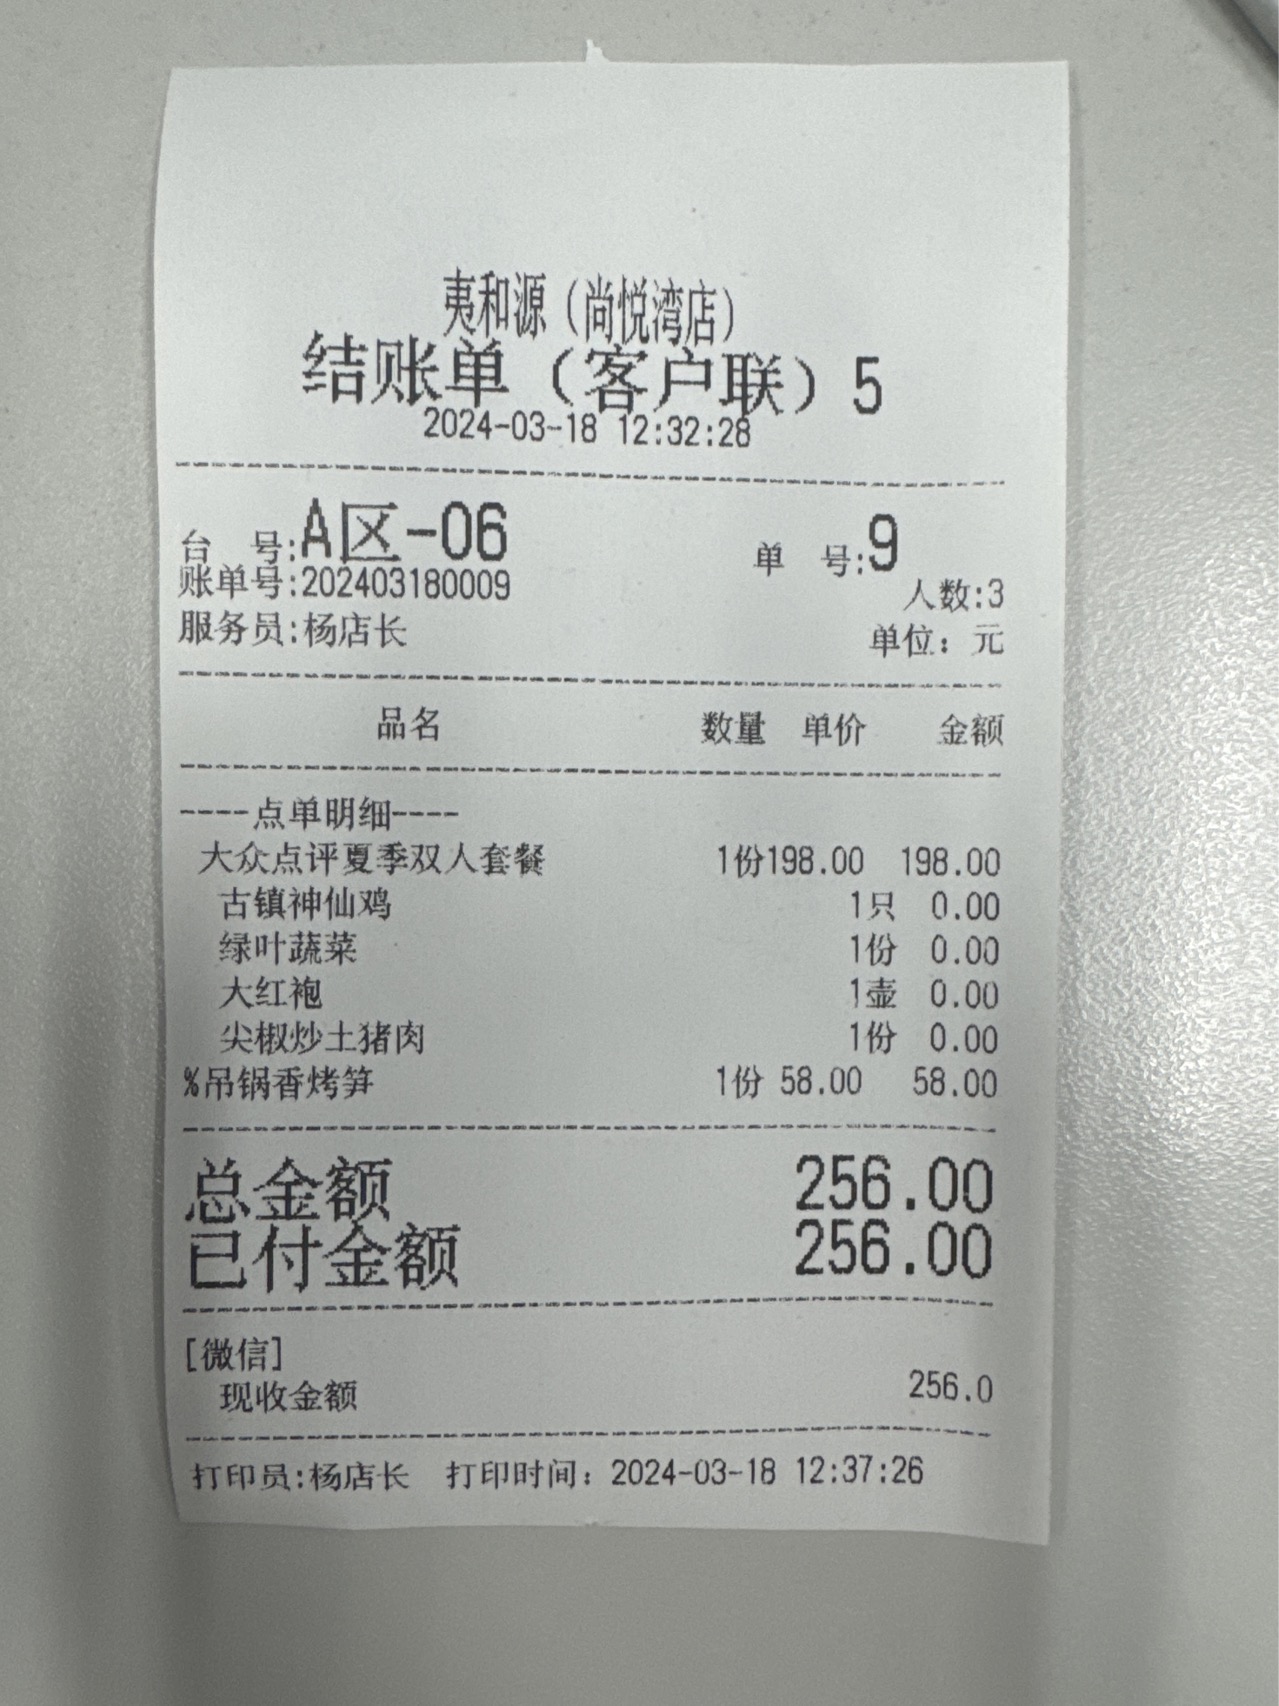 夷和源（尚悦湾店）
结账单（客户联）5
2024-03-18 12:32:28
台 号:A区-06 单 号:9
账单号:202403180009 人数:3
服务员:杨店长 单位：元
品名 数量 单价 金额
----点单明细----
大众点评夏季双人套餐 1份198.00 198.00
古镇神仙鸡 1只 0.00
绿叶蔬菜 1份 0.00
大红袍 1壶 0.00
尖椒炒土猪肉 1份 0.00
%吊锅香烤笋 1份 58.00 58.00
总金额 256.00
已付金额 256.00
[微信]
现收金额 256.0
打印员:杨店长 打印时间：2024-03-18 12:37:26